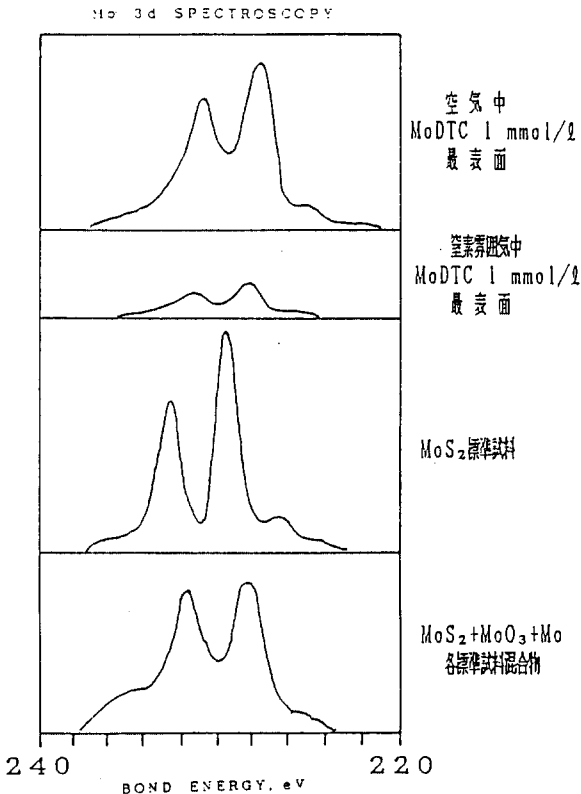 Mo 3d SPECTROSCOPY
空気中
MoDTC 1 mmol/ℓ
最表面
窒素雰囲気中
MoDTC 1 mmol/ℓ
最表面
MoS₂標準試料
MoS₂+MoO₃+Mo
各標準試料混合物
240 220
BOND ENERGY, eV